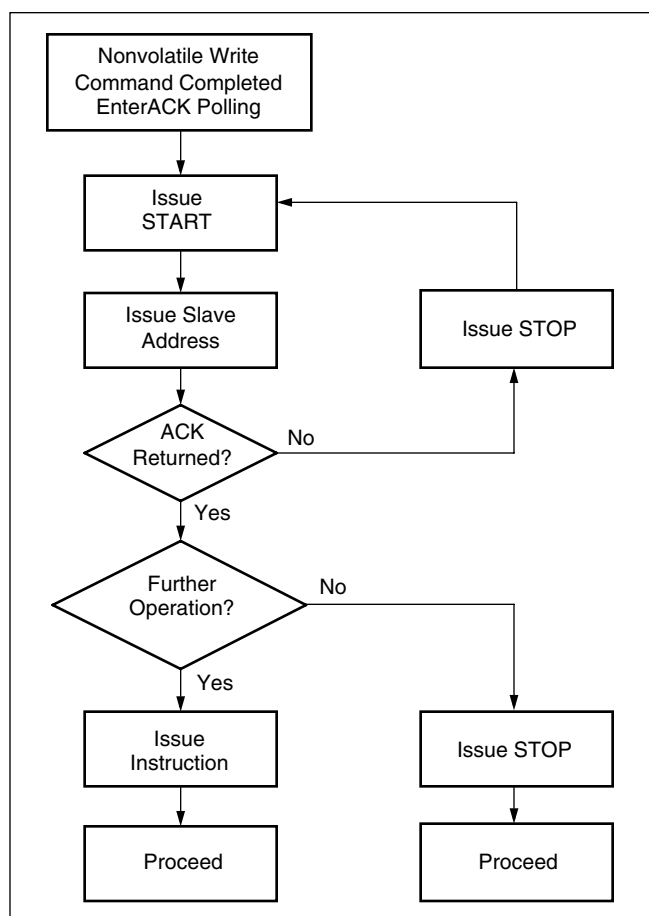 Nonvolatile Write
Command Completed
EnterACK Polling
Issue
START
Issue Slave
Address
Issue STOP
ACK
Returned?
No
Yes
Further
Operation?
No
Yes
Issue
Instruction
Issue STOP
Proceed
Proceed